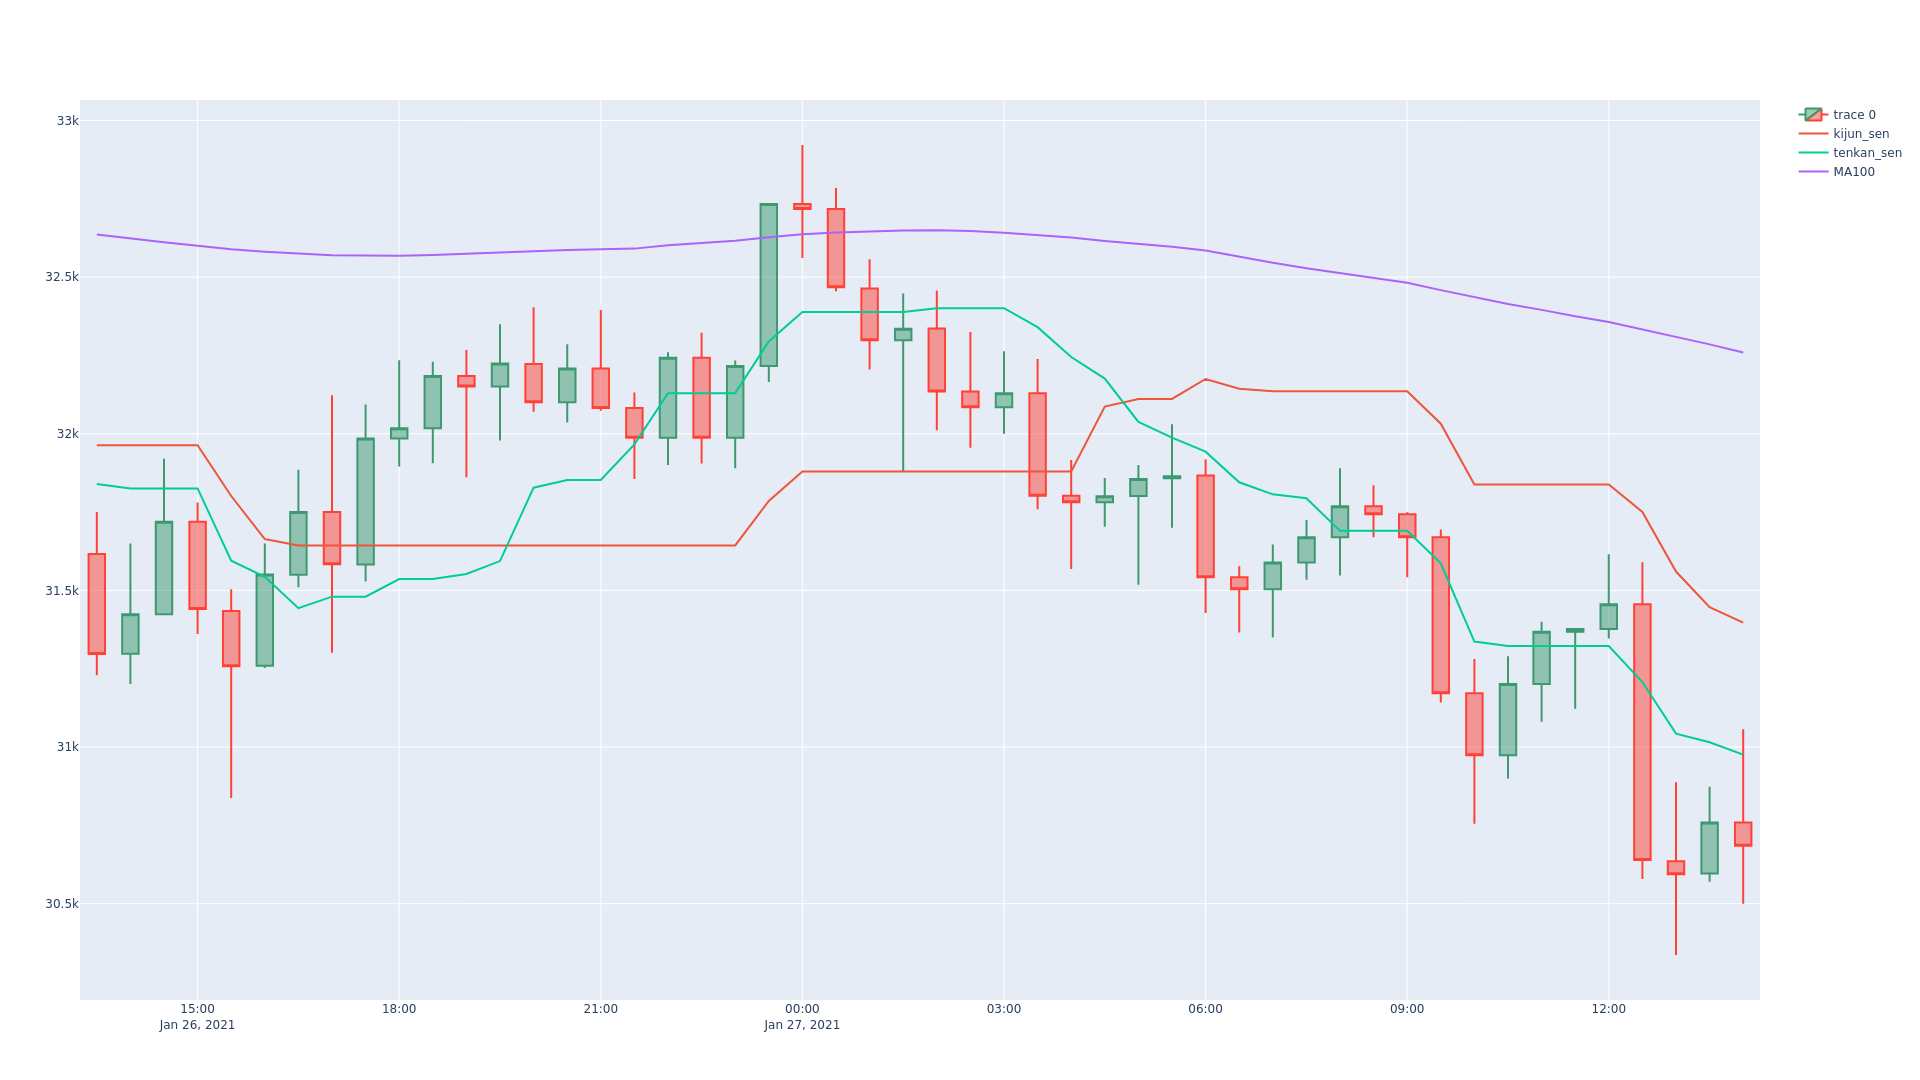 trace 0
kijun_sen
tenkan_sen
MA100
33k
32.5k
32k
31.5k
31k
30.5k
15:00 18:00 21:00 00:00 03:00 06:00 09:00 12:00
Jan 26, 2021 Jan 27, 2021